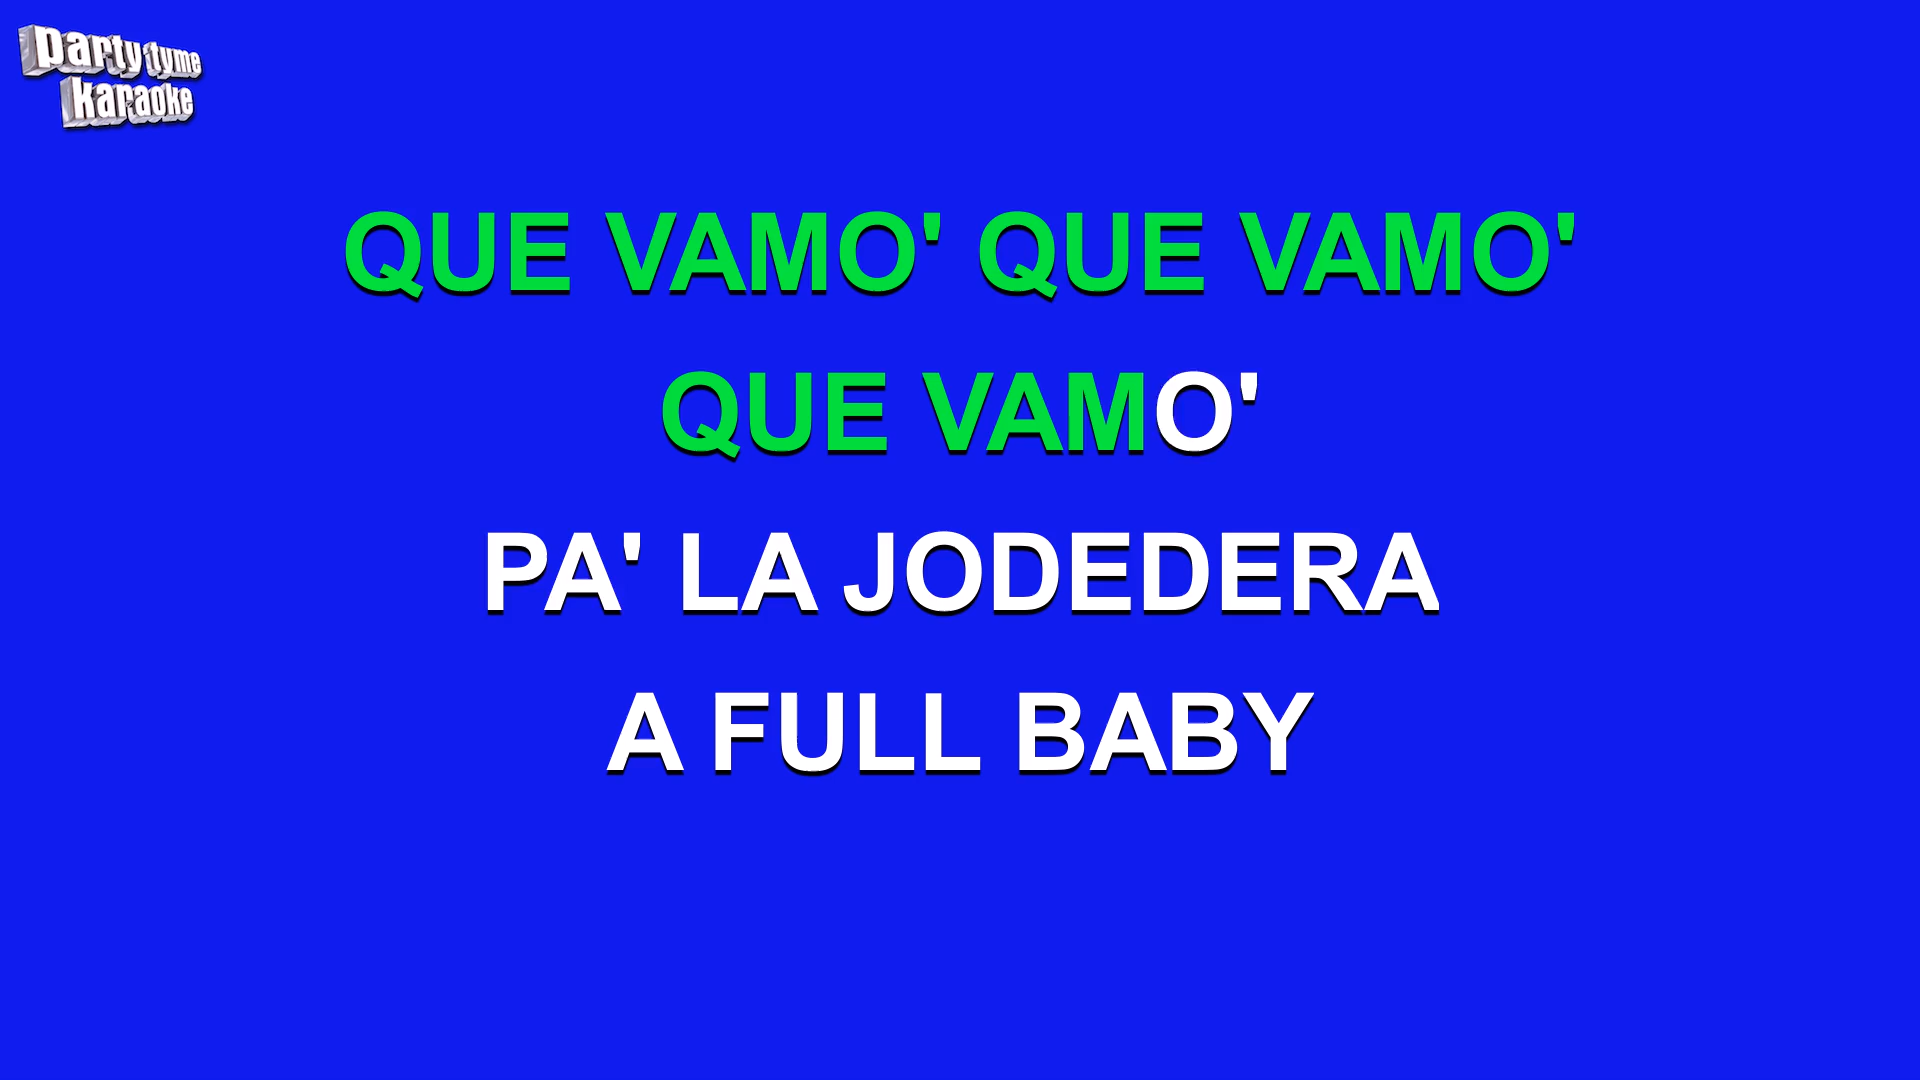 party tyme
karaoke
QUE VAMO' QUE VAMO'
QUE VAMO'
PA' LA JODEDERA
A FULL BABY